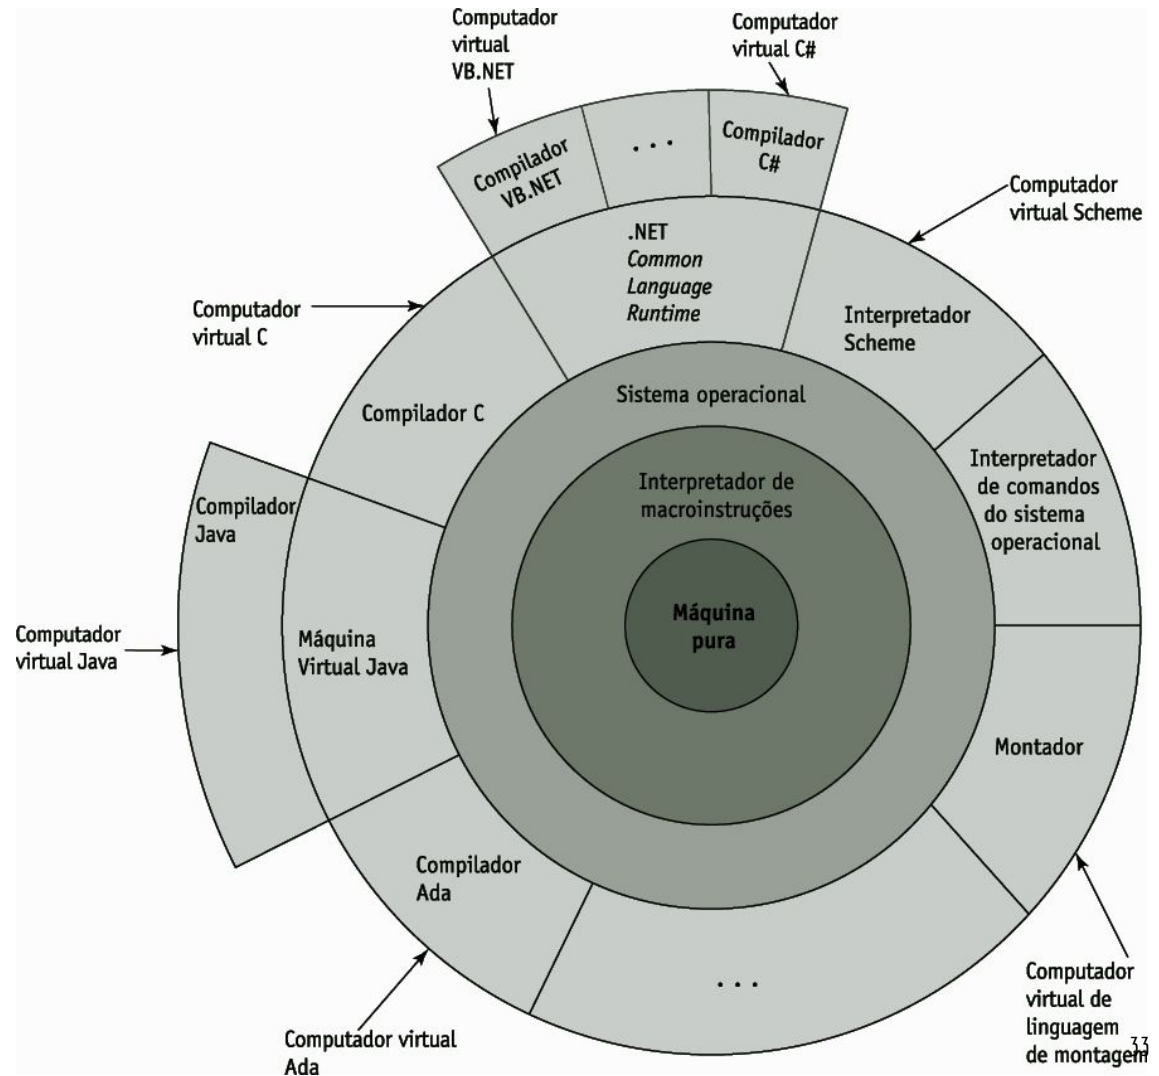 Computador
virtual
VB.NET
Computador
virtual C#
Compilador
VB.NET
. . .
Compilador
C#
Computador
virtual Scheme
.NET
Common
Language
Runtime
Computador
virtual C
Interpretador
Scheme
Compilador C
Sistema operacional
Interpretador
de comandos
do sistema
operacional
Interpretador de
macroinstruções
Compilador
Java
Máquina
pura
Computador
virtual Java
Máquina
Virtual Java
Montador
Compilador
Ada
. . .
Computador
virtual de
linguagem
de montagem
Computador virtual
Ada
33